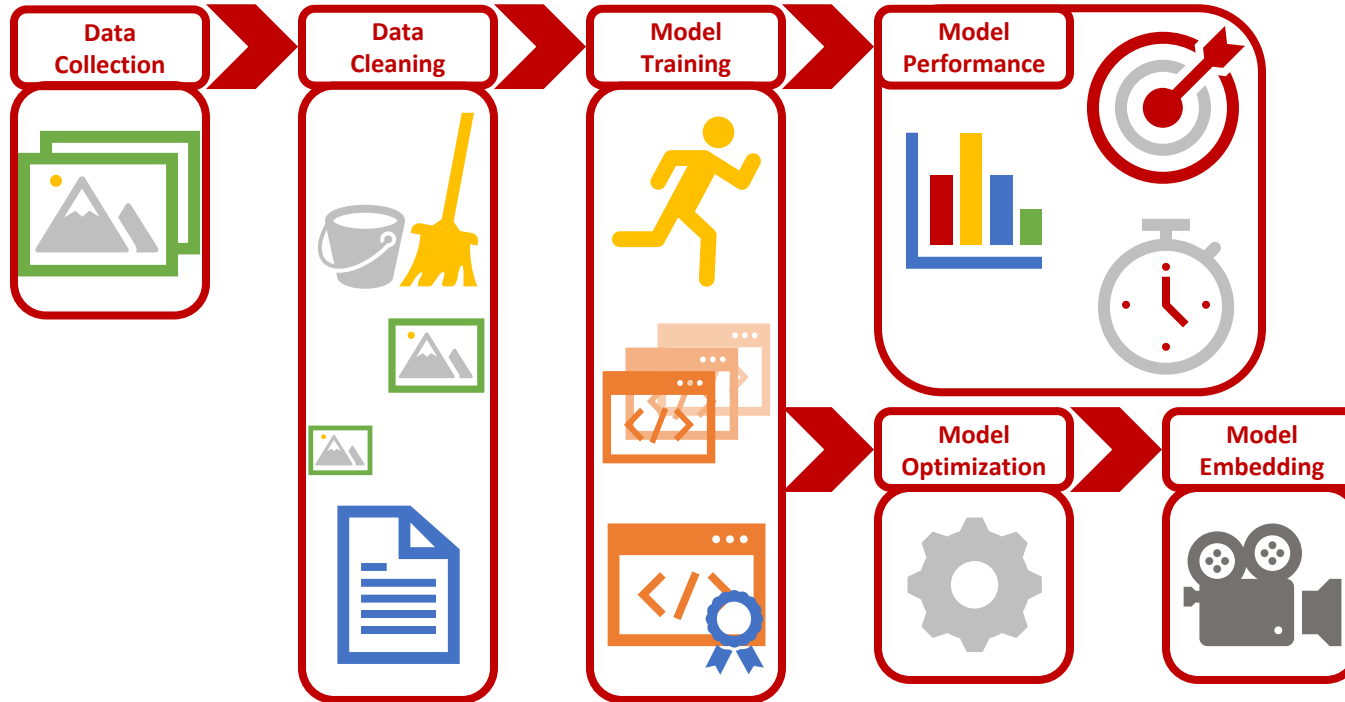 Data
Collection
Data
Cleaning
Model
Training
Model
Performance
Model
Optimization
Model
Embedding